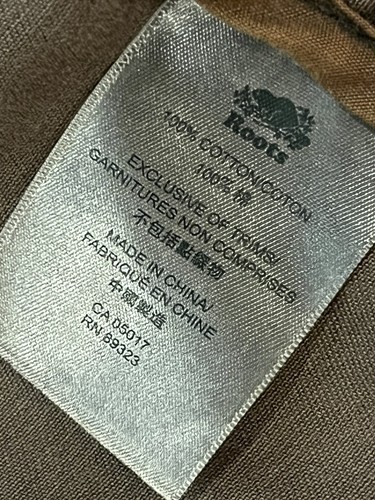 Roots
100% COTTON/COTON
100% 棉
EXCLUSIVE OF TRIMS/
GARNITURES NON COMPRISES
不包括點綴物
MADE IN CHINA/
FABRIQUÉ EN CHINE
中國製造
CA 05017
RN 69323